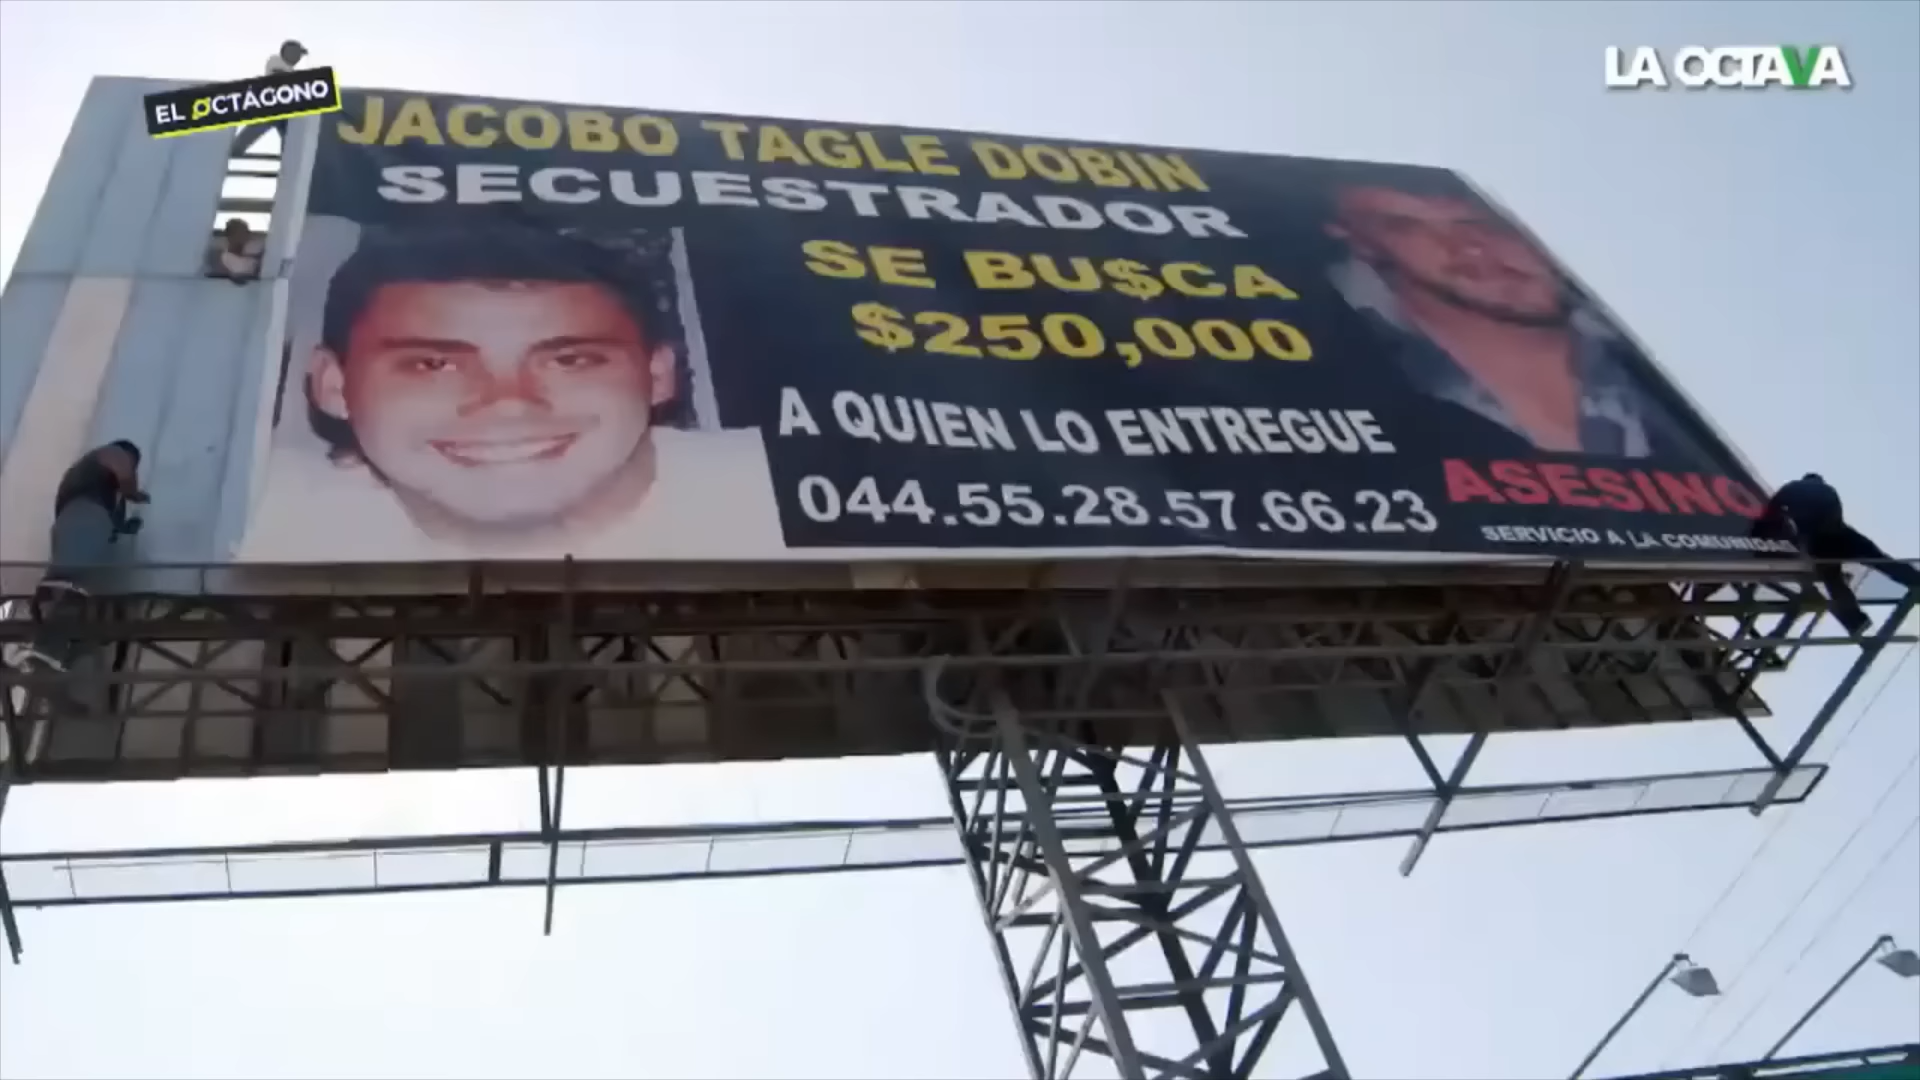 EL OCTÁGONO
LA OCTAVA
JACOBO TAGLE DOBIN
SECUESTRADOR
SE BU$CA
$250,000
A QUIEN LO ENTREGUE
044.55.28.57.66.23
ASESINO
SERVICIO A LA COMUNIDAD